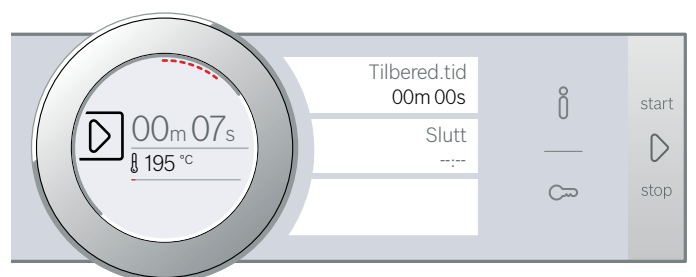 00m 07s
195 °C
Tilbered.tid
00m 00s
Slutt
--:--
start
stop